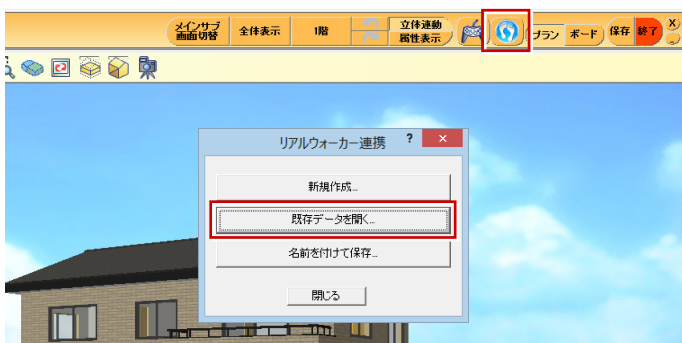 メインサブ
画面切替
全体表示
1階
立体連動
属性表示
プラン
ボード
保存
終了
X
リアルウォーカー連携
?
×
新規作成...
既存データを開く...
名前を付けて保存...
閉じる